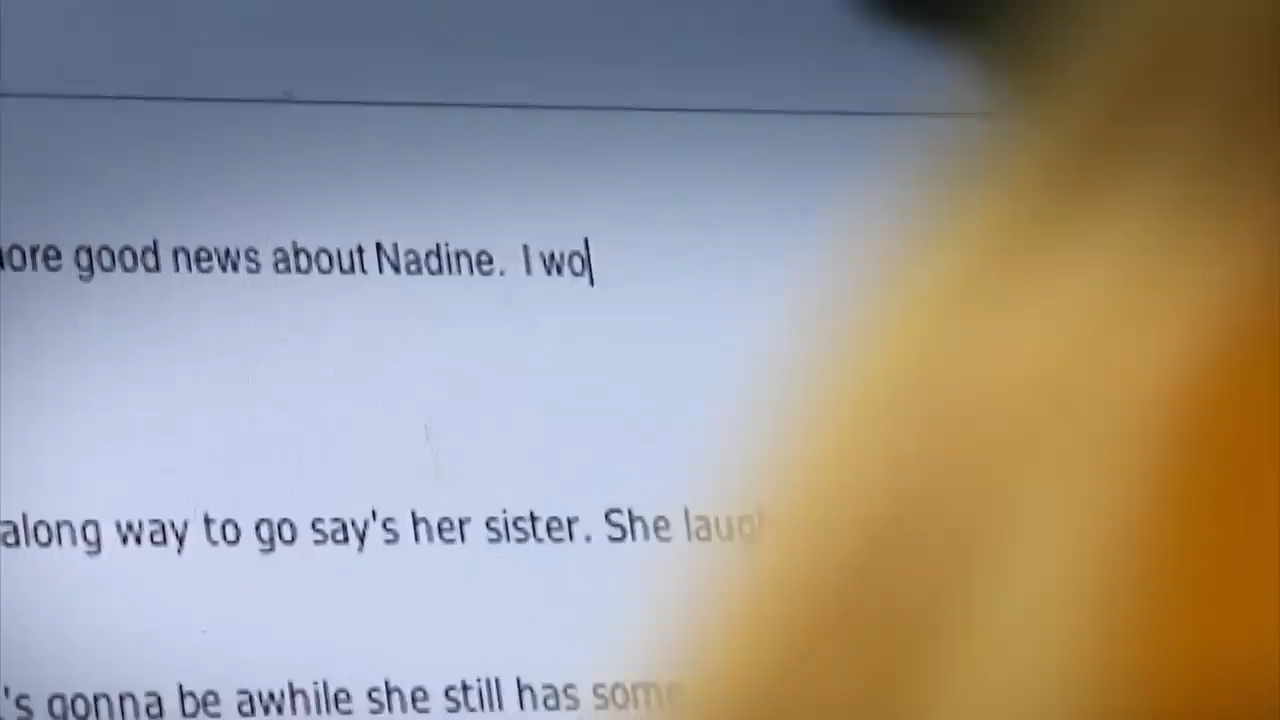 good news about Nadine. I wo
along way to go say's her sister. She
's gonna be awhile she still has some